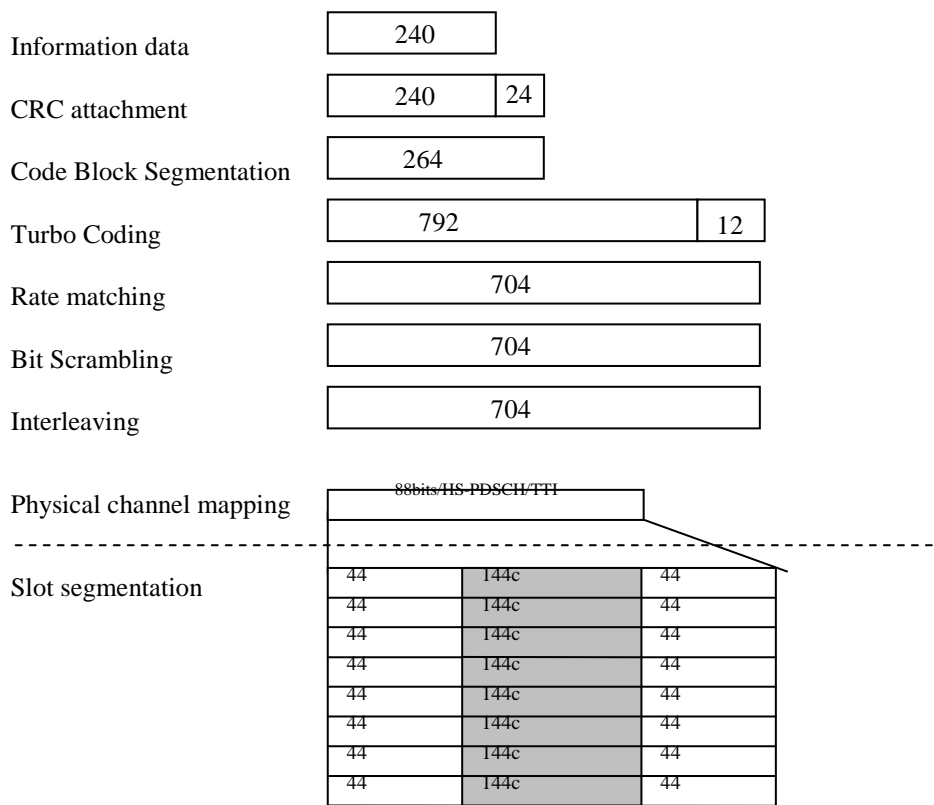 Information data 240
CRC attachment 240 24
Code Block Segmentation 264
Turbo Coding 792 12
Rate matching 704
Bit Scrambling 704
Interleaving 704
Physical channel mapping 88bits/HS-PDSCH/TTI
Slot segmentation 44 144c 44
44 144c 44
44 144c 44
44 144c 44
44 144c 44
44 144c 44
44 144c 44
44 144c 44